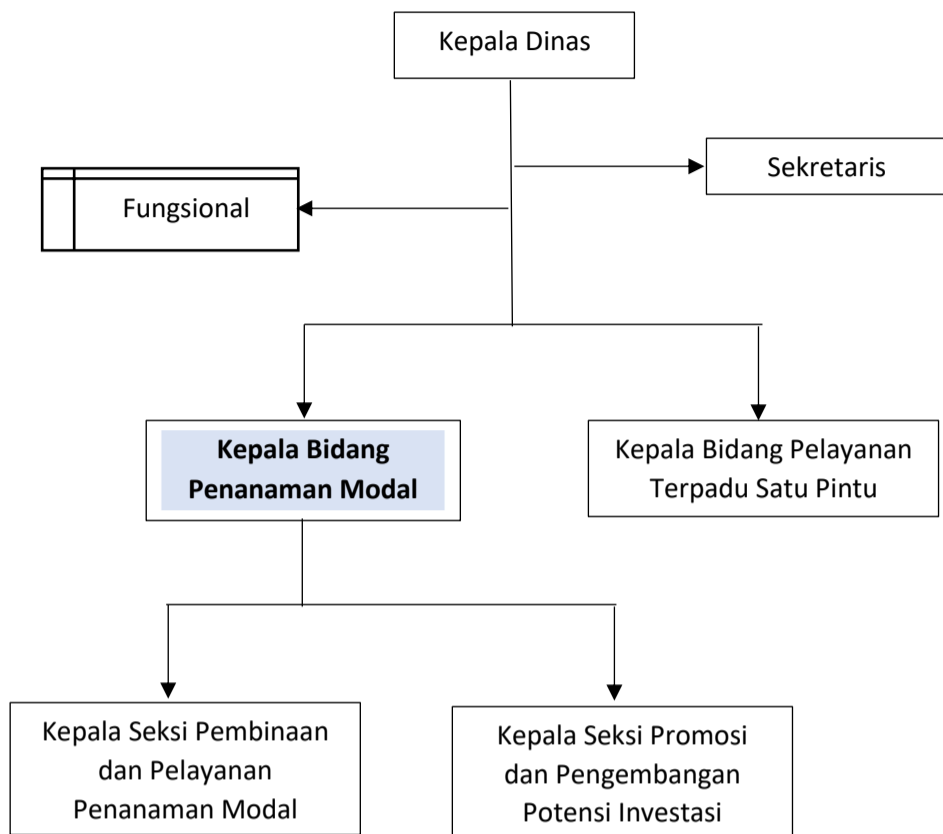 Kepala Dinas
Sekretaris
Fungsional
Kepala Bidang
Penanaman Modal
Kepala Bidang Pelayanan
Terpadu Satu Pintu
Kepala Seksi Pembinaan
dan Pelayanan
Penanaman Modal
Kepala Seksi Promosi
dan Pengembangan
Potensi Investasi